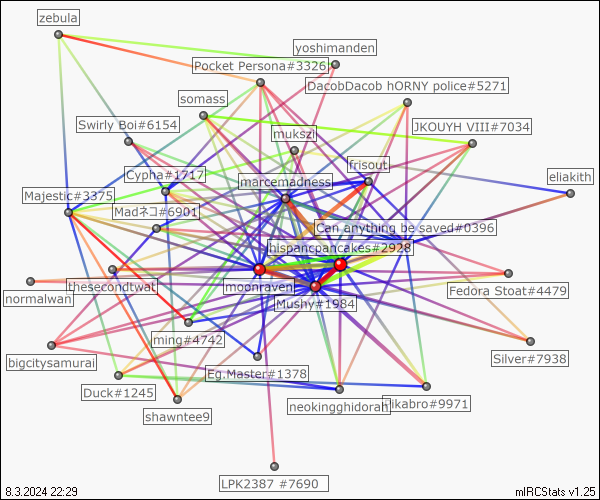 zebula
yoshimanden
Pocket Persona#3326
DacobDacob hORNY police#5271
somass
Swirly Boi#6154
JKOUYH VIII#7034
mukszi
frisout
Cypha#1717
marcemadness
eliakith
Majestic#3375
Madネコ#6901
Can anything be saved#0396
hispancpancakes#2928
thesecondtwat
moonraven
normalwan
Mushy#1984
Fedora Stoat#4479
ming#4742
Silver#7938
bigcitysamurai
Eg.Master#1378
Duck#1245
neokingghidorah
shawntee9
LPK2387 #7690
8.3.2024 22:29
mIRCStats v1.25